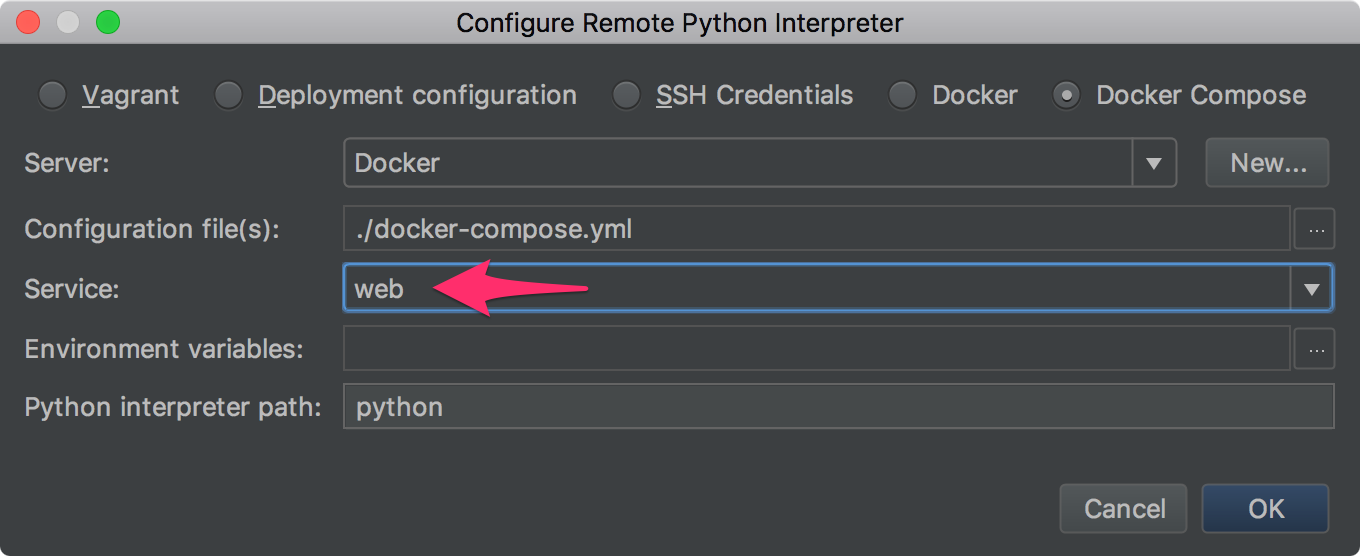 Configure Remote Python Interpreter
Vagrant Deployment configuration SSH Credentials Docker Docker Compose
Server: Docker New...
Configuration file(s): ./docker-compose.yml ...
Service: web
Environment variables: ...
Python interpreter path: python
Cancel OK